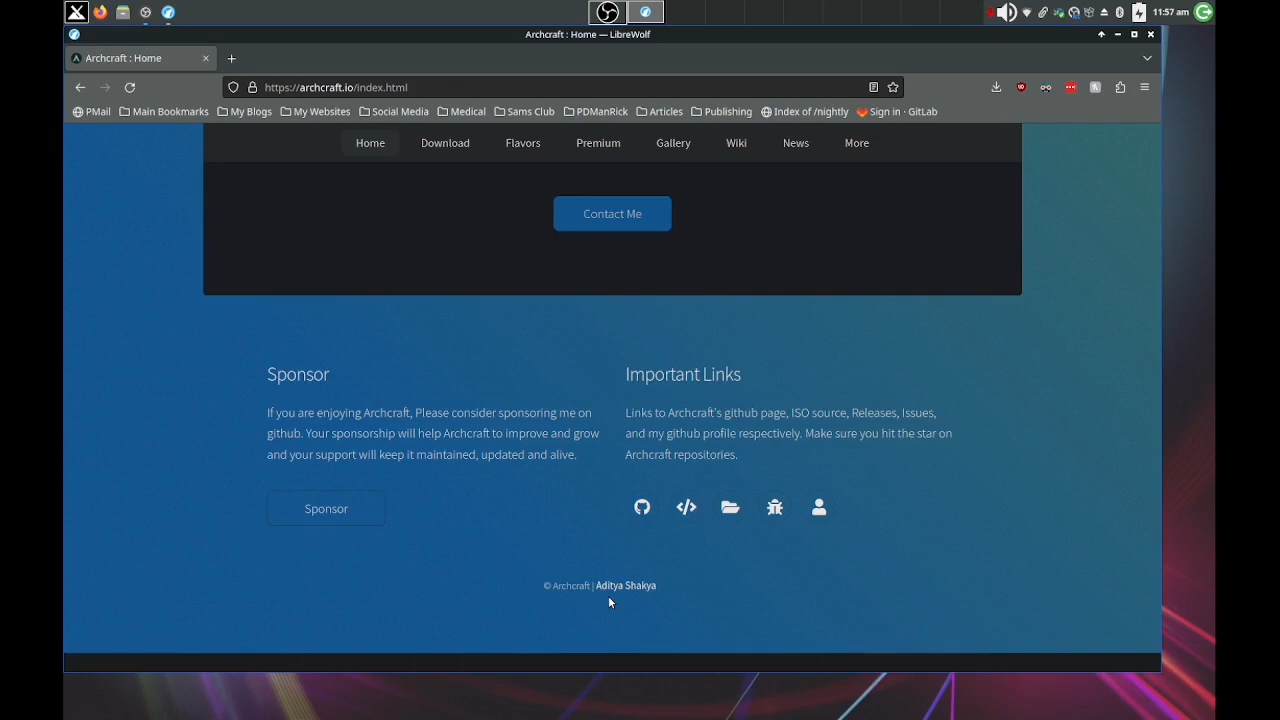 11:57 am
Archcraft : Home — LibreWolf
Archcraft : Home
https://archcraft.io/index.html
PMail Main Bookmarks My Blogs My Websites Social Media Medical Sams Club PDManRick Articles Publishing Index of /nightly Sign in · GitLab
Home Download Flavors Premium Gallery Wiki News More
Contact Me
Sponsor
If you are enjoying Archcraft, Please consider sponsoring me on
github. Your sponsorship will help Archcraft to improve and grow
and your support will keep it maintained, updated and alive.
Sponsor
Important Links
Links to Archcraft's github page, ISO source, Releases, Issues,
and my github profile respectively. Make sure you hit the star on
Archcraft repositories.
© Archcraft | Aditya Shakya